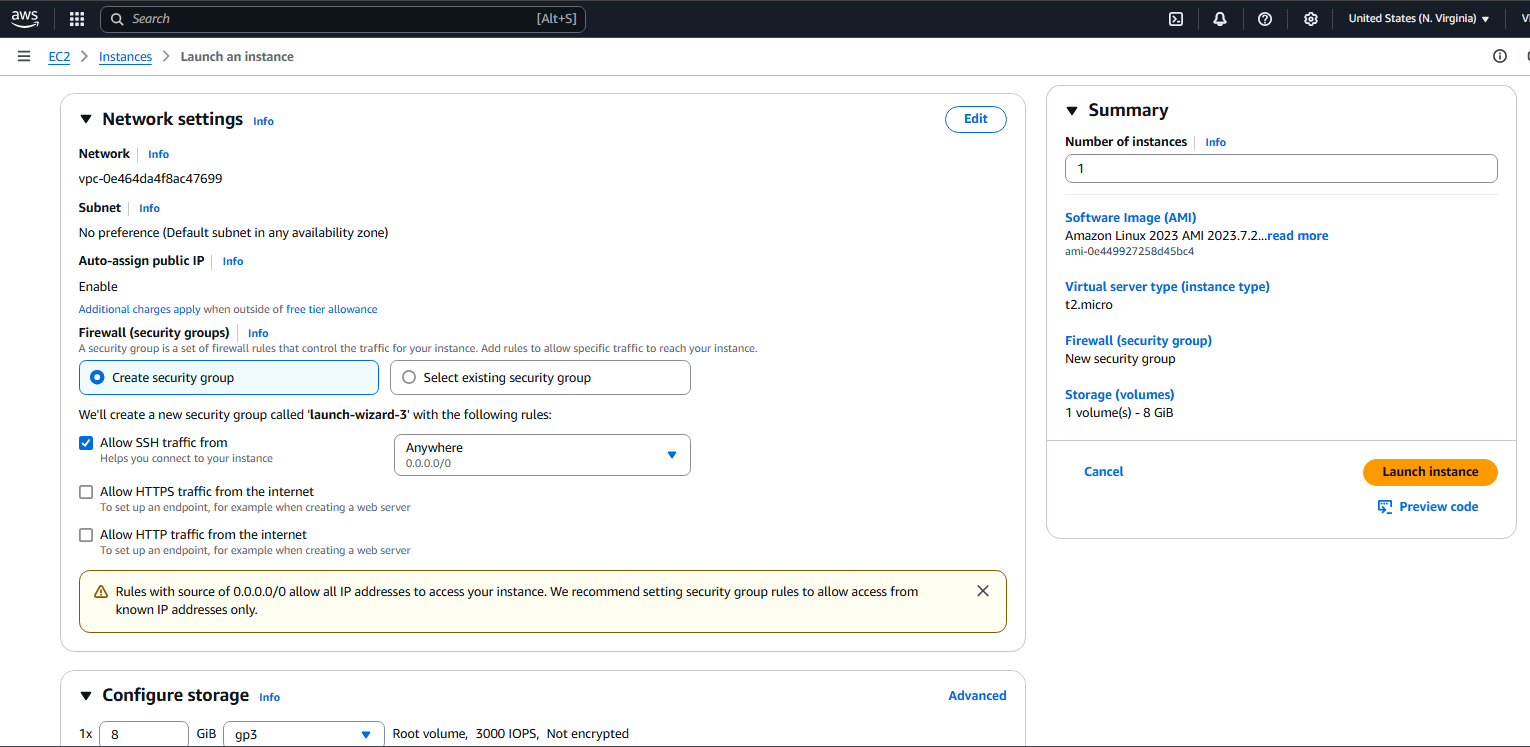 aws
Search
[Alt+S]
United States (N. Virginia)
EC2
Instances
Launch an instance
Network settings Info
Edit
Network Info
vpc-0e464da4f8ac47699
Subnet Info
No preference (Default subnet in any availability zone)
Auto-assign public IP Info
Enable
Additional charges apply when outside of free tier allowance
Firewall (security groups) Info
A security group is a set of firewall rules that control the traffic for your instance. Add rules to allow specific traffic to reach your instance.
Create security group
Select existing security group
We'll create a new security group called 'launch-wizard-3' with the following rules:
Allow SSH traffic from
Helps you connect to your instance
Anywhere
0.0.0.0/0
Allow HTTPS traffic from the internet
To set up an endpoint, for example when creating a web server
Allow HTTP traffic from the internet
To set up an endpoint, for example when creating a web server
Rules with source of 0.0.0.0/0 allow all IP addresses to access your instance. We recommend setting security group rules to allow access from
known IP addresses only.
Configure storage Info
Advanced
1x 8 GiB gp3 Root volume, 3000 IOPS, Not encrypted
Summary
Number of instances Info
1
Software Image (AMI)
Amazon Linux 2023 AMI 2023.7.2...read more
ami-0e449927258d45bc4
Virtual server type (instance type)
t2.micro
Firewall (security group)
New security group
Storage (volumes)
1 volume(s) - 8 GiB
Cancel
Launch instance
Preview code